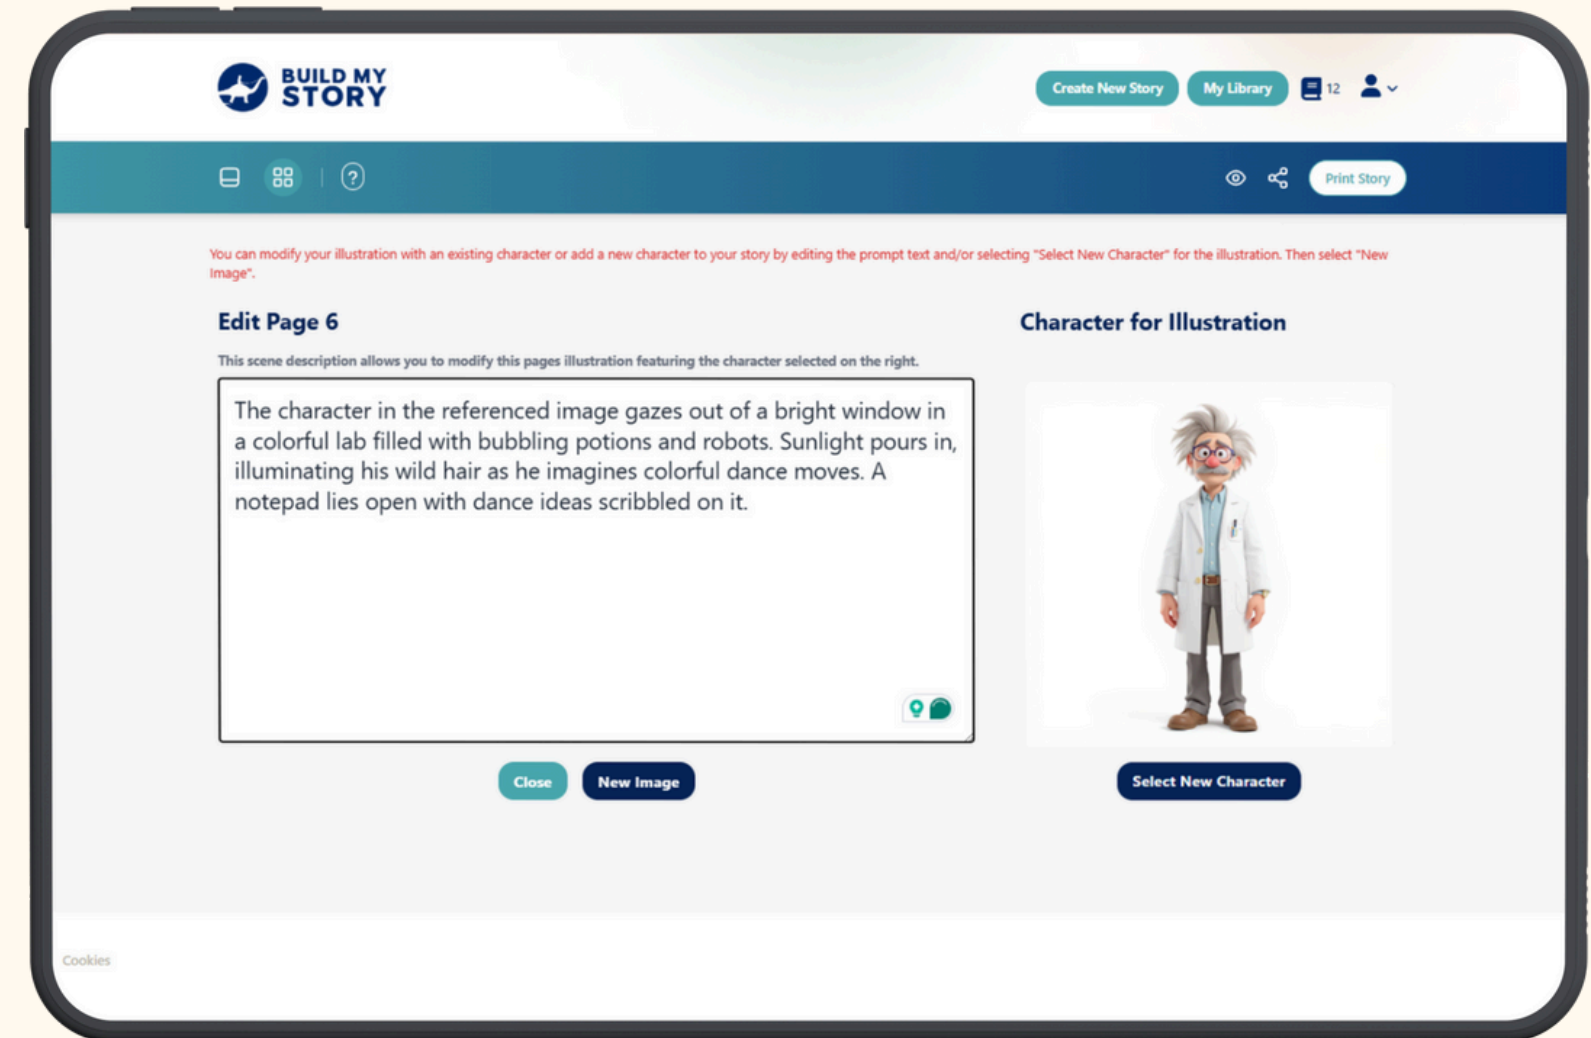 BUILD MY
STORY
Create New Story
My Library
12
?
Print Story
You can modify your illustration with an existing character or add a new character to your story by editing the prompt text and/or selecting "Select New Character" for the illustration. Then select "New
Image".
Edit Page 6
Character for Illustration
This scene description allows you to modify this pages illustration featuring the character selected on the right.
The character in the referenced image gazes out of a bright window in
a colorful lab filled with bubbling potions and robots. Sunlight pours in,
illuminating his wild hair as he imagines colorful dance moves. A
notepad lies open with dance ideas scribbled on it.
Close
New Image
Select New Character
Cookies